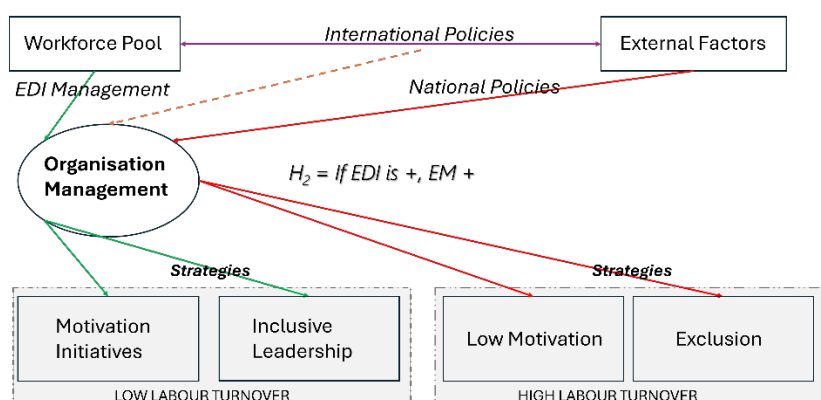 Workforce Pool
International Policies
External Factors
EDI Management
National Policies
Organisation
Management
H₂ = If EDI is +, EM +
Strategies
Strategies
Motivation
Initiatives
Inclusive
Leadership
Low Motivation
Exclusion
LOW LABOUR TURNOVER
HIGH LABOUR TURNOVER